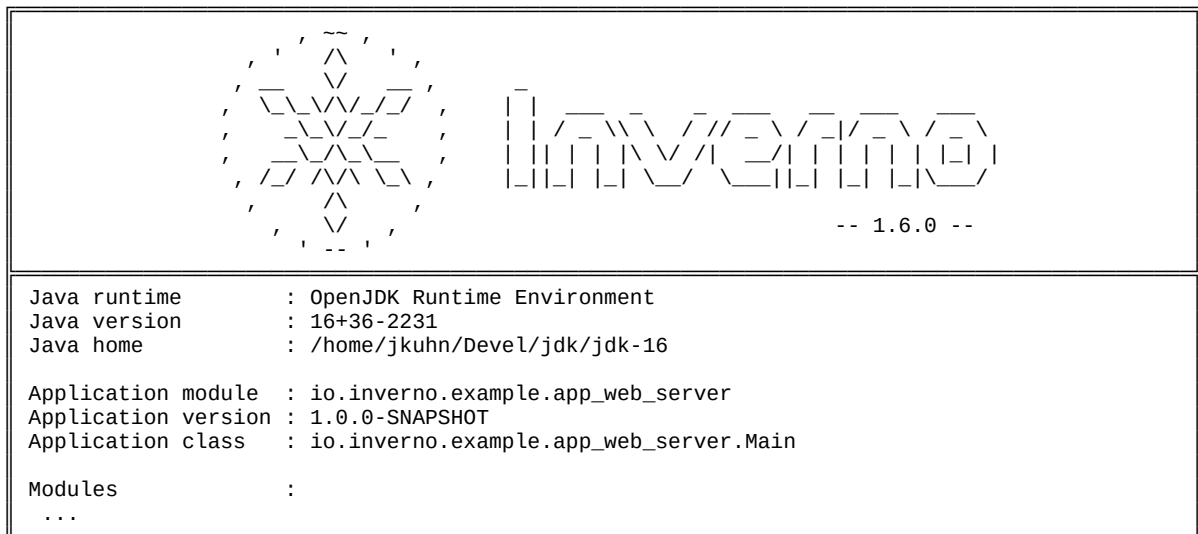 Inverno
-- 1.6.0 --
Java runtime : OpenJDK Runtime Environment
Java version : 16+36-2231
Java home : /home/jkuhn/Devel/jdk/jdk-16
Application module : io.inverno.example.app_web_server
Application version : 1.0.0-SNAPSHOT
Application class : io.inverno.example.app_web_server.Main
Modules :
...